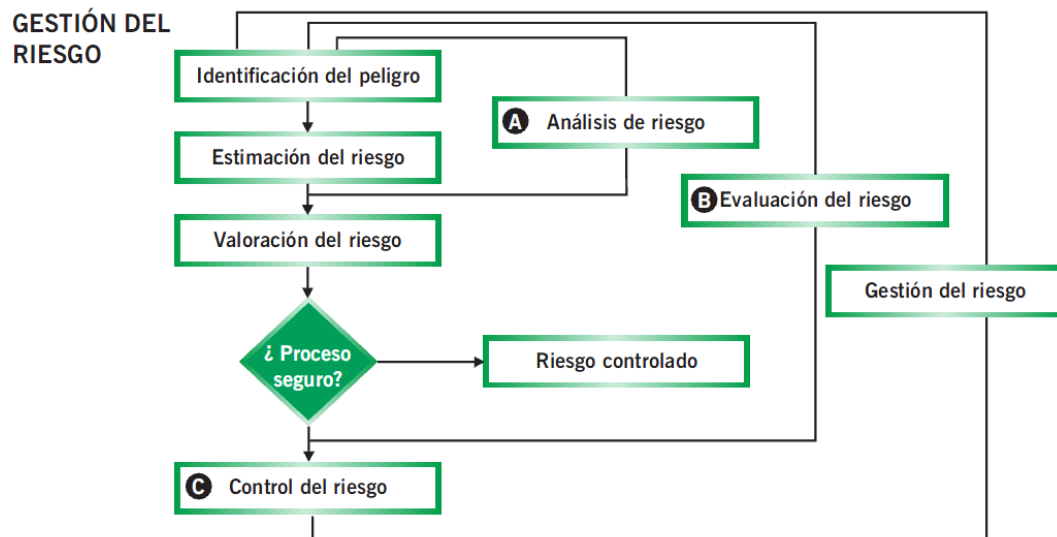 GESTIÓN DEL
RIESGO
Identificación del peligro
A Análisis de riesgo
Estimación del riesgo
B Evaluación del riesgo
Valoración del riesgo
Gestión del riesgo
¿ Proceso
seguro?
Riesgo controlado
C Control del riesgo